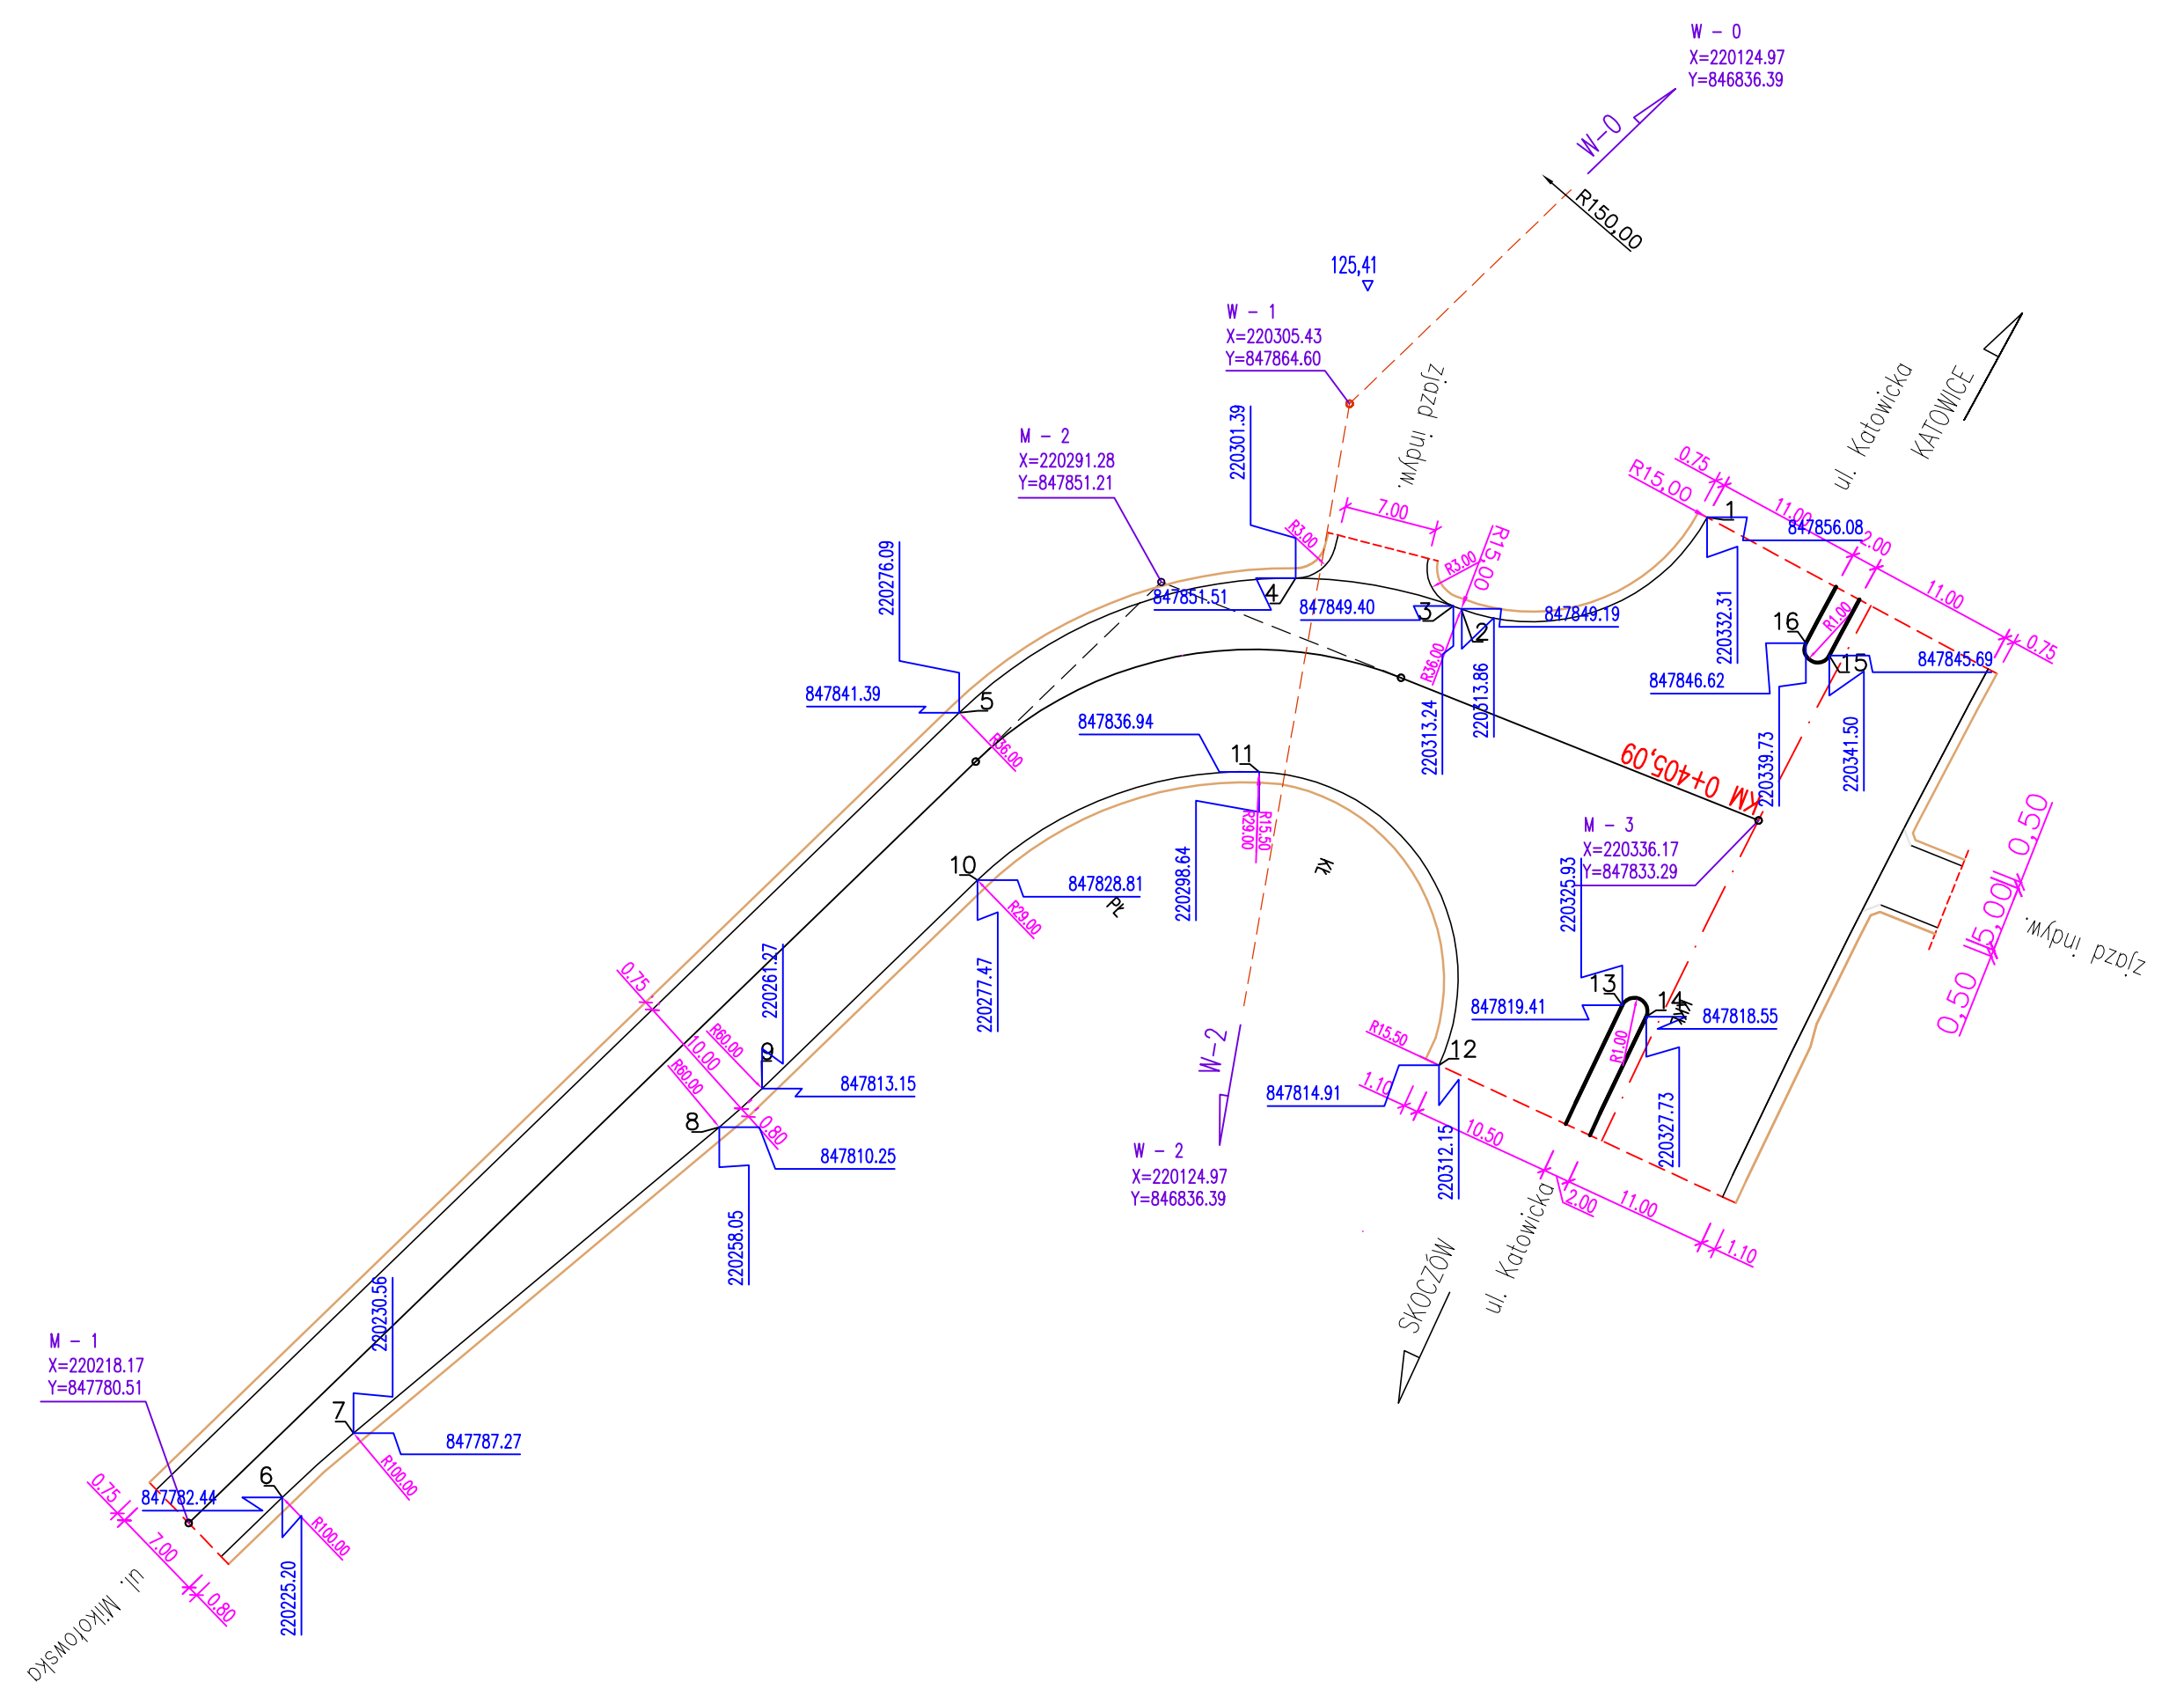 W - 0
X=220124.97
Y=846836.39
W-0
R150,00
125,41
W - 1
X=220305.43
Y=847864.60
zjazd indyw.
ul. Katowicka
KATOWICE
M - 2
X=220291.28
Y=847851.21
220301.39
0.75
R15,00
11.00
1
847856.08
2.00
11.00
0.75
7.00
R3.00
R3.00
R15,00
220276.09
4
847851.51
3
847849.40
2
847849.19
R36.00
220332.31
16
R1.00
15
847846.62
847845.69
5
847841.39
R36.00
847836.94
220313.24
220313.86
220339.73
220341.50
KM 0+405,09
11
R29.00
R15.50
M - 3
X=220336.17
Y=847833.29
10
847828.81
R29.00
PŁ
KŁ
220298.64
220325.93
0,50
5,00
0,50
zjazd indyw.
0.75
220261.27
220277.47
13
14
KK
847819.41
847818.55
R1.00
10.00
R60.00
R60.00
9
847813.15
W-2
R15.50
12
847814.91
1.10
10.50
220312.15
220327.73
8
0.80
847810.25
W - 2
X=220124.97
Y=846836.39
2.00
11.00
1.10
220258.05
ul. Katowicka
SKOCZÓW
220230.56
M - 1
X=220218.17
Y=847780.51
7
847787.27
R100.00
6
847782.44
0.75
R100.00
7.00
220225.20
0.80
ul. Mikołowska